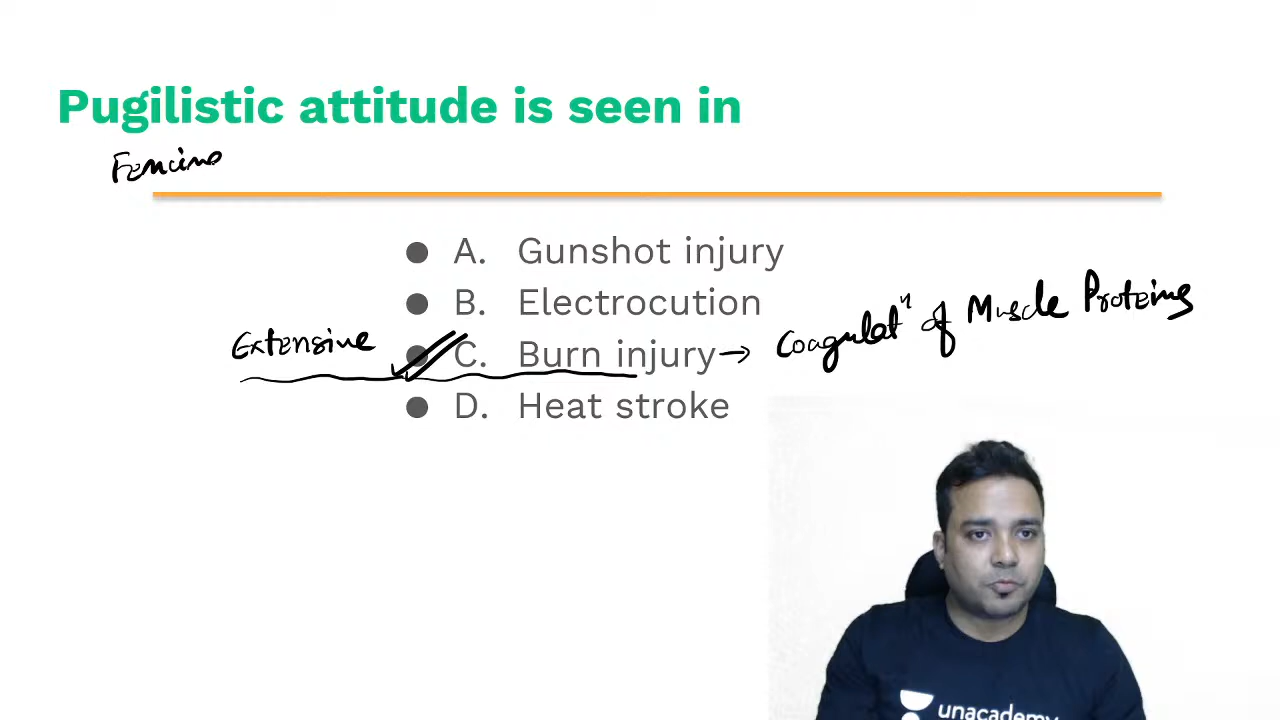 Pugilistic attitude is seen in
Fencing
A. Gunshot injury
B. Electrocution
Extensive C. Burn injury → Coagulatⁿ of Muscle Proteins
D. Heat stroke
unacademy